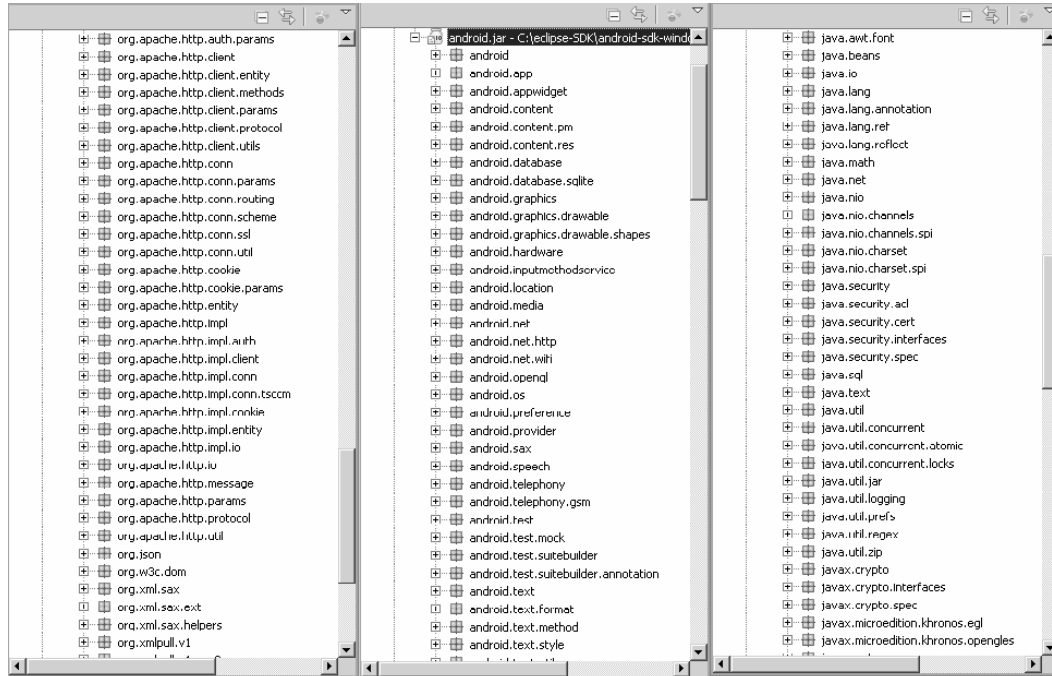 org.apache.http.auth.params
org.apache.http.client
org.apache.http.client.entity
org.apache.http.client.methods
org.apache.http.client.params
org.apache.http.client.protocol
org.apache.http.client.utils
org.apache.http.conn
org.apache.http.conn.params
org.apache.http.conn.routing
org.apache.http.conn.scheme
org.apache.http.conn.ssl
org.apache.http.conn.util
org.apache.http.cookie
org.apache.http.cookie.params
org.apache.http.entity
org.apache.http.impl
org.apache.http.impl.auth
org.apache.http.impl.client
org.apache.http.impl.conn
org.apache.http.impl.conn.tsccm
org.apache.http.impl.cookie
org.apache.http.impl.entity
org.apache.http.impl.io
org.apache.http.io
org.apache.http.message
org.apache.http.params
org.apache.http.protocol
org.apache.http.util
org.json
org.w3c.dom
org.xml.sax
org.xml.sax.ext
org.xml.sax.helpers
org.xmlpull.v1
android.jar - C:\eclipse-SDK\android-sdk-windo
android
android.app
android.appwidget
android.content
android.content.pm
android.content.res
android.database
android.database.sqlite
android.graphics
android.graphics.drawable
android.graphics.drawable.shapes
android.hardware
android.inputmethodservice
android.location
android.media
android.net
android.net.http
android.net.wifi
android.opengl
android.os
android.preference
android.provider
android.sax
android.speech
android.telephony
android.telephony.gsm
android.test
android.test.mock
android.test.suitebuilder
android.test.suitebuilder.annotation
android.text
android.text.format
android.text.method
android.text.style
java.awt.font
java.beans
java.io
java.lang
java.lang.annotation
java.lang.ref
java.lang.reflect
java.math
java.net
java.nio
java.nio.channels
java.nio.channels.spi
java.nio.charset
java.nio.charset.spi
java.security
java.security.acl
java.security.cert
java.security.interfaces
java.security.spec
java.sql
java.text
java.util
java.util.concurrent
java.util.concurrent.atomic
java.util.concurrent.locks
java.util.jar
java.util.logging
java.util.prefs
java.util.regex
java.util.zip
javax.crypto
javax.crypto.interfaces
javax.crypto.spec
javax.microedition.khronos.egl
javax.microedition.khronos.opengles